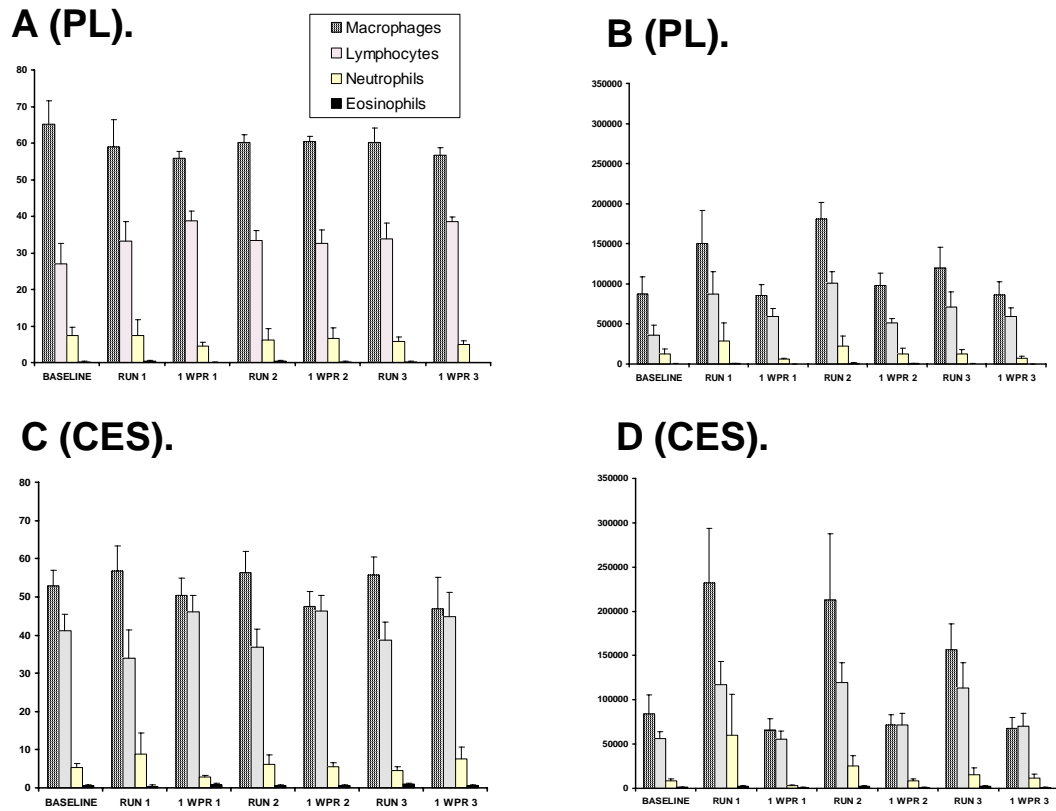 A (PL).
Macrophages
Lymphocytes
Neutrophils
Eosinophils
80
70
60
50
40
30
20
10
0
BASELINE RUN 1 1 WPR 1 RUN 2 1 WPR 2 RUN 3 1 WPR 3
B (PL).
350000
300000
250000
200000
150000
100000
50000
0
BASELINE RUN 1 1 WPR 1 RUN 2 1 WPR 2 RUN 3 1 WPR 3
C (CES).
80
70
60
50
40
30
20
10
0
BASELINE RUN 1 1 WPR 1 RUN 2 1 WPR 2 RUN 3 1 WPR 3
D (CES).
350000
300000
250000
200000
150000
100000
50000
0
BASELINE RUN 1 1 WPR 1 RUN 2 1 WPR 2 RUN 3 1 WPR 3